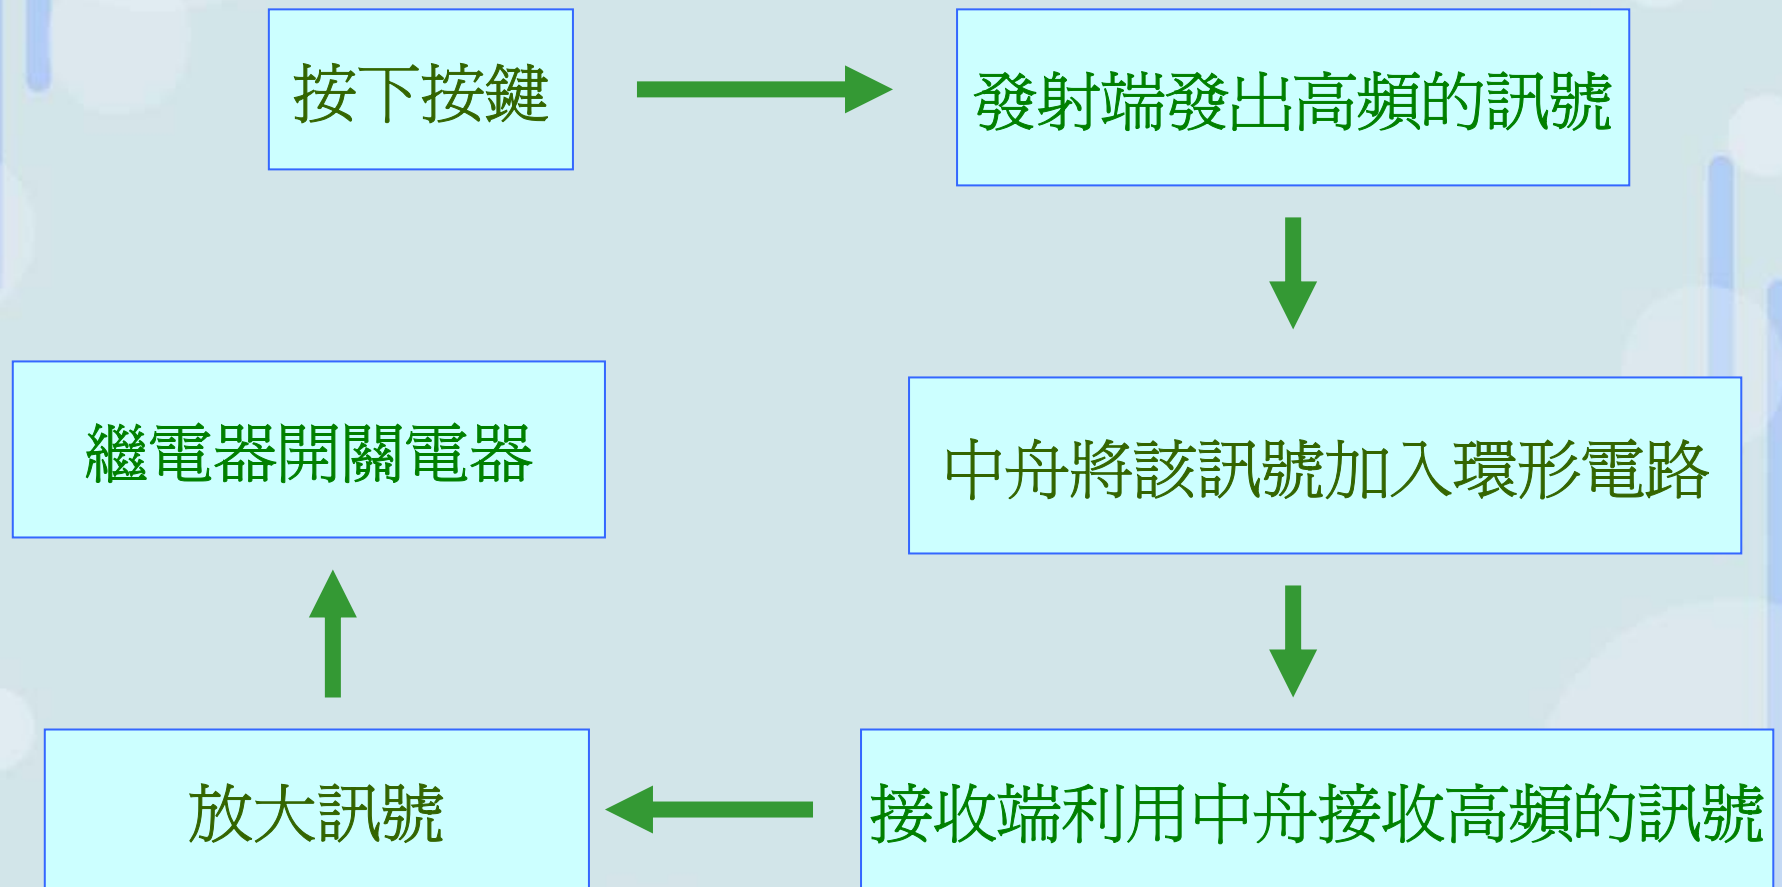 按下按鍵
發射端發出高頻的訊號
中舟將該訊號加入環形電路
接收端利用中舟接收高頻的訊號
放大訊號
繼電器開關電器